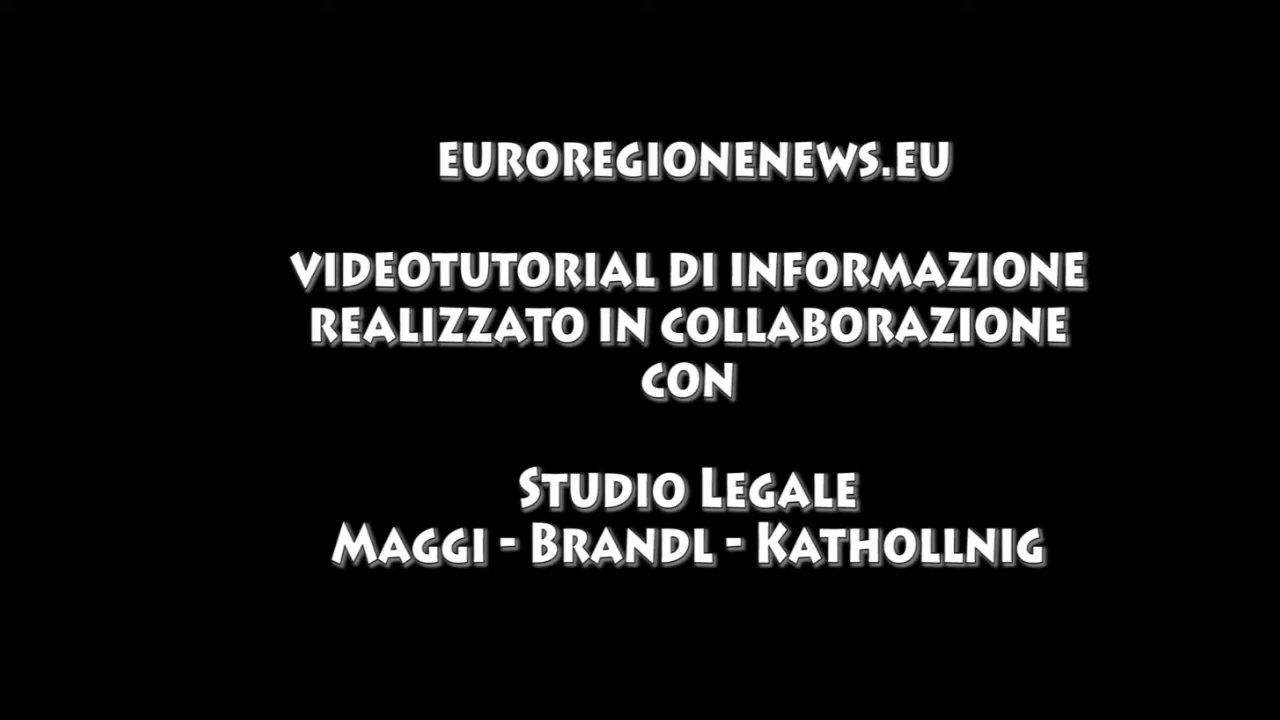 EUROREGIONENEWS.EU
VIDEOTUTORIAL DI INFORMAZIONE
REALIZZATO IN COLLABORAZIONE
CON
STUDIO LEGALE
MAGGI - BRANDL - KATHOLLNIG